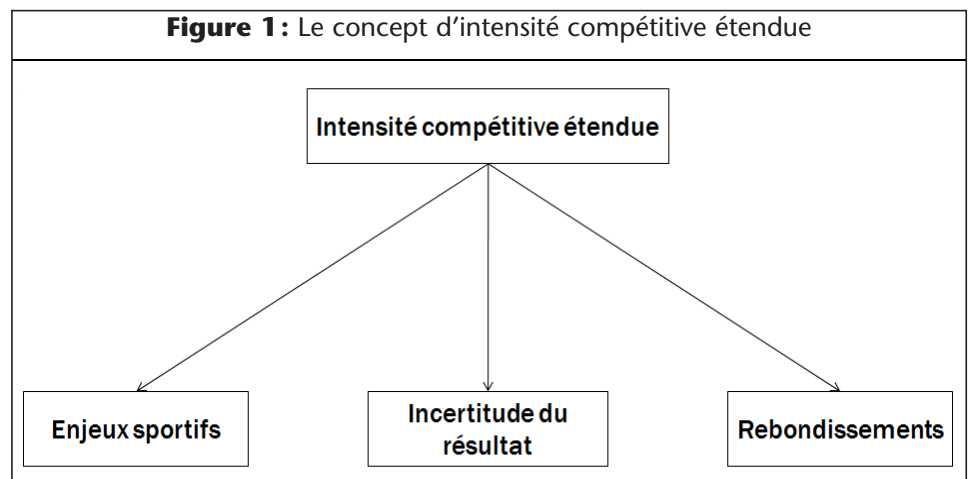 Figure 1: Le concept d’intensité compétitive étendue
Intensité compétitive étendue
Enjeux sportifs
Incertitude du
résultat
Rebondissements